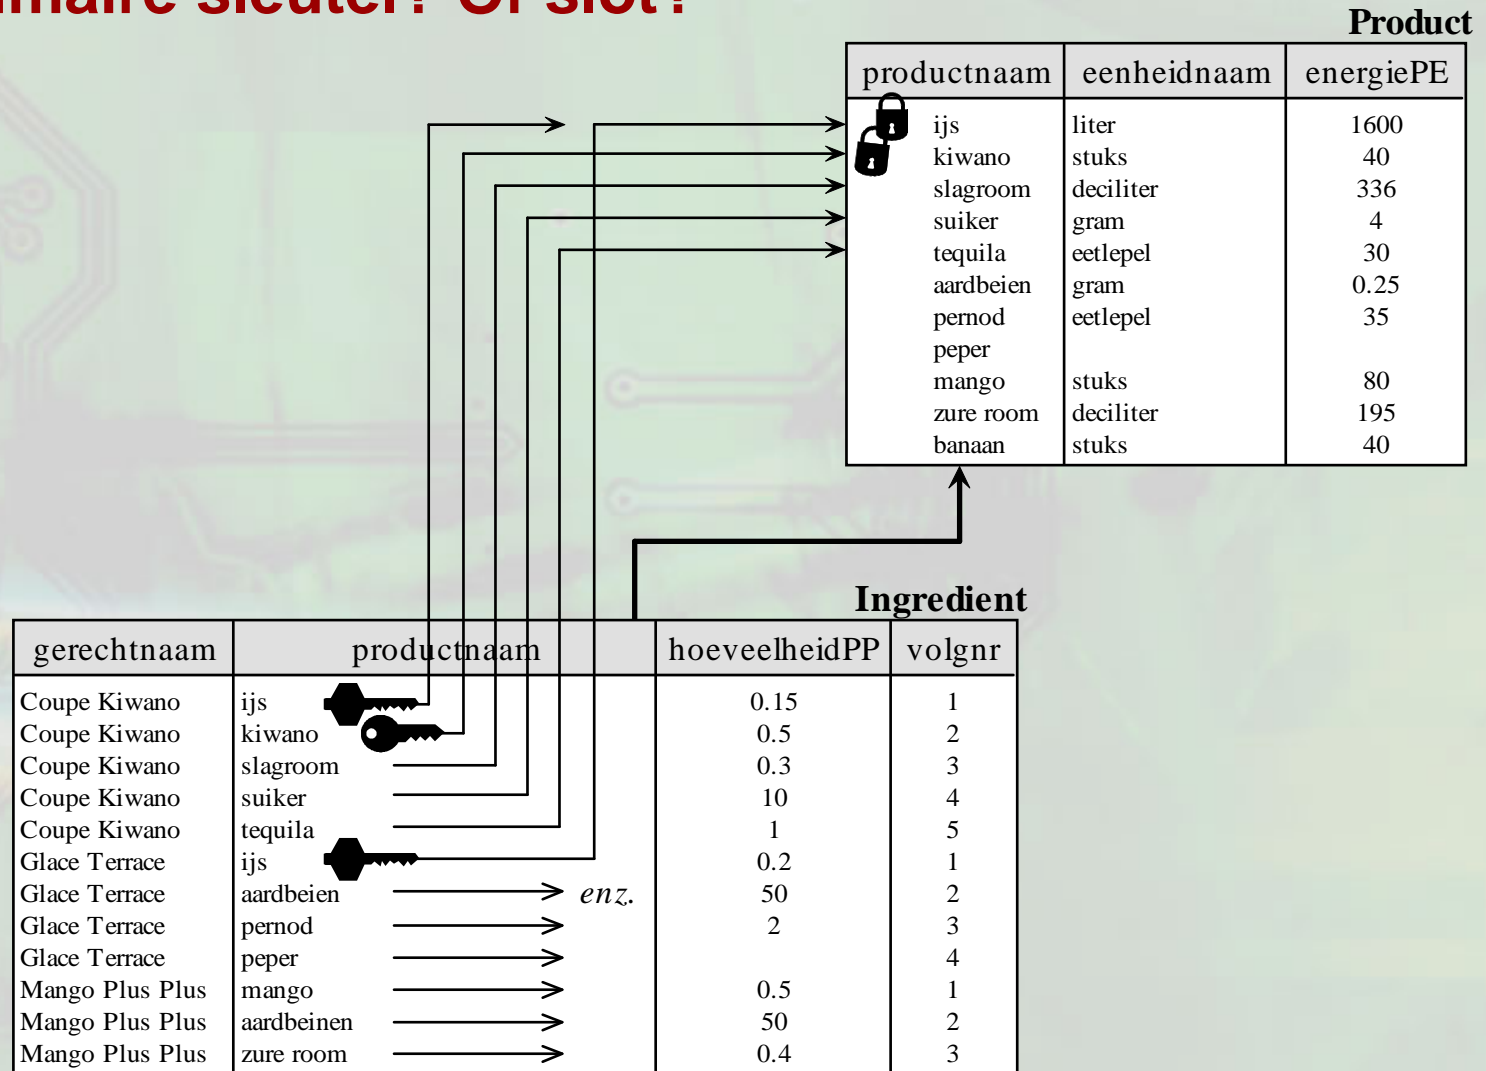 sleuter? Of slot?
Product
productnaam eenheidnaam energiePE
ijs liter 1600
kiwano stuks 40
slagroom deciliter 336
suiker gram 4
tequila eetlepel 30
aardbeien gram 0.25
pernod eetlepel 35
peper
mango stuks 80
zure room deciliter 195
banaan stuks 40
Ingredient
gerechtnaam productnaam hoeveelheidPP volgnr
Coupe Kiwano ijs 0.15 1
Coupe Kiwano kiwano 0.5 2
Coupe Kiwano slagroom 0.3 3
Coupe Kiwano suiker 10 4
Coupe Kiwano tequila 1 5
Glace Terrace ijs 0.2 1
Glace Terrace aardbeien enz. 50 2
Glace Terrace pernod 2 3
Glace Terrace peper 4
Mango Plus Plus mango 0.5 1
Mango Plus Plus aardbeinen 50 2
Mango Plus Plus zure room 0.4 3